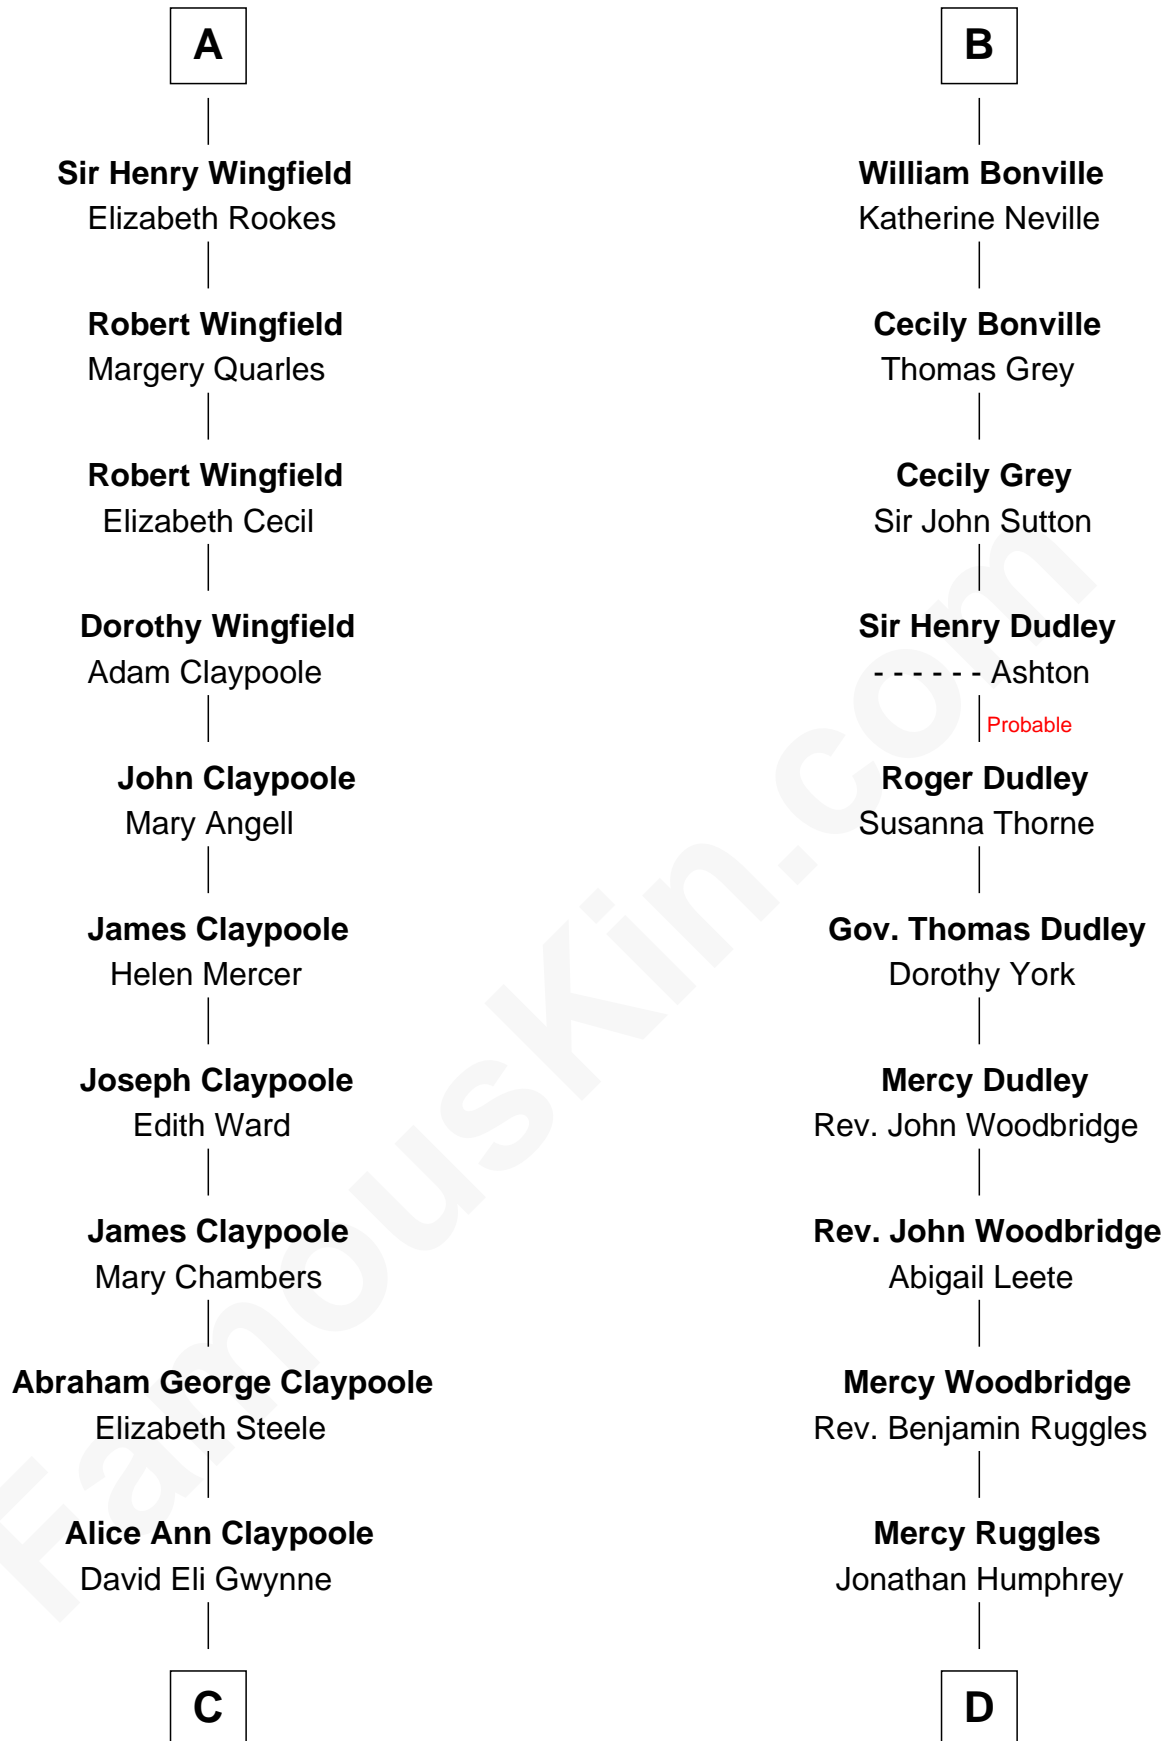 A
Sir Henry Wingfield
Elizabeth Rookes
Robert Wingfield
Margery Quarles
Robert Wingfield
Elizabeth Cecil
Dorothy Wingfield
Adam Claypoole
John Claypoole
Mary Angell
James Claypoole
Helen Mercer
Joseph Claypoole
Edith Ward
James Claypoole
Mary Chambers
Abraham George Claypoole
Elizabeth Steele
Alice Ann Claypoole
David Eli Gwynne
C
B
William Bonville
Katherine Neville
Cecily Bonville
Thomas Grey
Cecily Grey
Sir John Sutton
Sir Henry Dudley
- - - - - - Ashton
Probable
Roger Dudley
Susanna Thorne
Gov. Thomas Dudley
Dorothy York
Mercy Dudley
Rev. John Woodbridge
Rev. John Woodbridge
Abigail Leete
Mercy Woodbridge
Rev. Benjamin Ruggles
Mercy Ruggles
Jonathan Humphrey
D
FamousKin.com